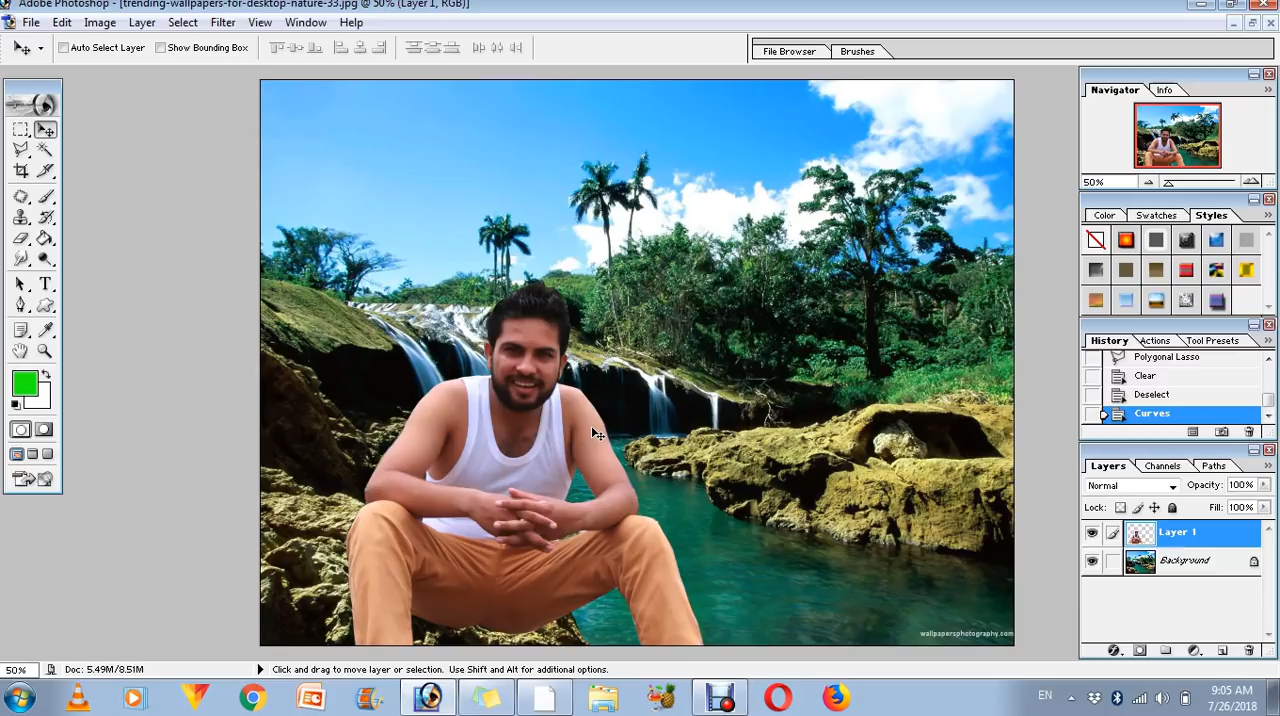 Adobe Photoshop - [trending-wallpapers-for-desktop-nature-33.jpg @ 50% (Layer 1, RGB)]
File Edit Image Layer Select Filter View Window Help
Auto Select Layer Show Bounding Box File Browser Brushes
Navigator Info
50%
Color Swatches Styles
History Actions Tool Presets
Polygonal Lasso
Clear
Deselect
Curves
Layers Channels Paths
Normal Opacity: 100%
Lock: Fill: 100%
Layer 1
Background
wallpapersphotography.com
50% Doc: 5.49M/8.51M Click and drag to move layer or selection. Use Shift and Alt for additional options.
EN 9:05 AM
7/26/2018